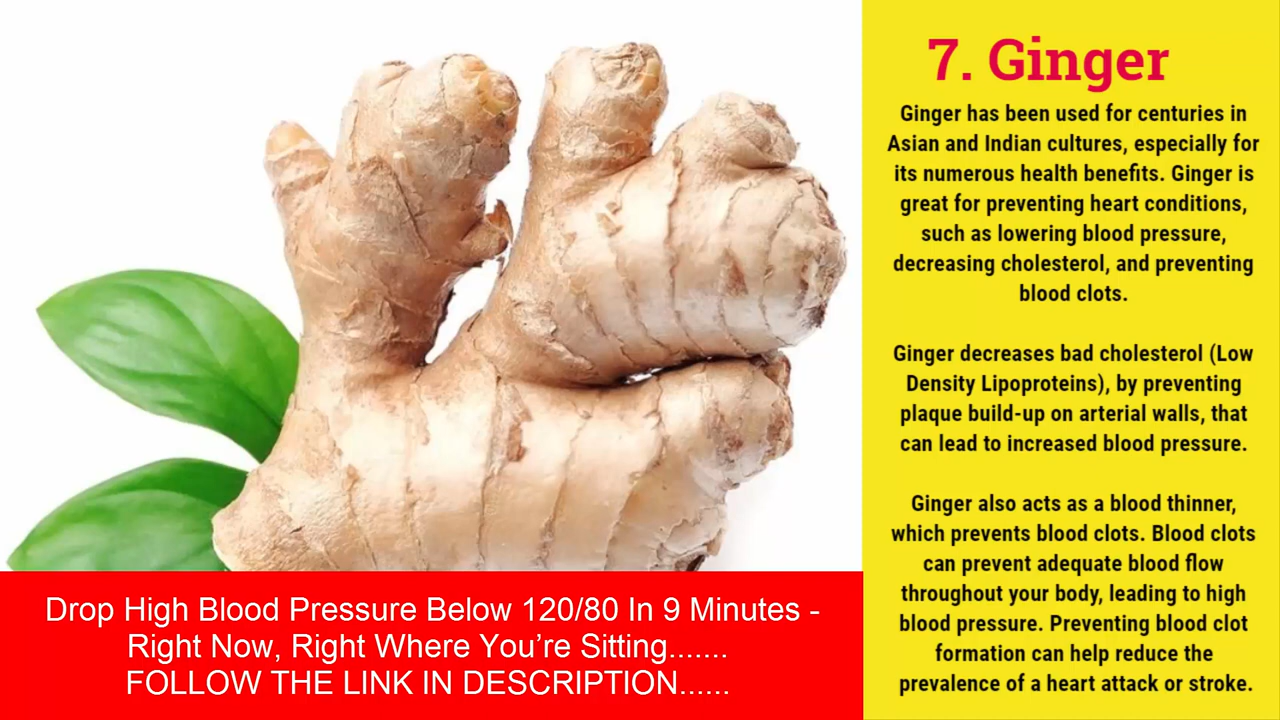 7. Ginger
Ginger has been used for centuries in
Asian and Indian cultures, especially for
its numerous health benefits. Ginger is
great for preventing heart conditions,
such as lowering blood pressure,
decreasing cholesterol, and preventing
blood clots.
Ginger decreases bad cholesterol (Low
Density Lipoproteins), by preventing
plaque build-up on arterial walls, that
can lead to increased blood pressure.
Ginger also acts as a blood thinner,
which prevents blood clots. Blood clots
can prevent adequate blood flow
throughout your body, leading to high
blood pressure. Preventing blood clot
formation can help reduce the
prevalence of a heart attack or stroke.
Drop High Blood Pressure Below 120/80 In 9 Minutes -
Right Now, Right Where You’re Sitting.......
FOLLOW THE LINK IN DESCRIPTION......